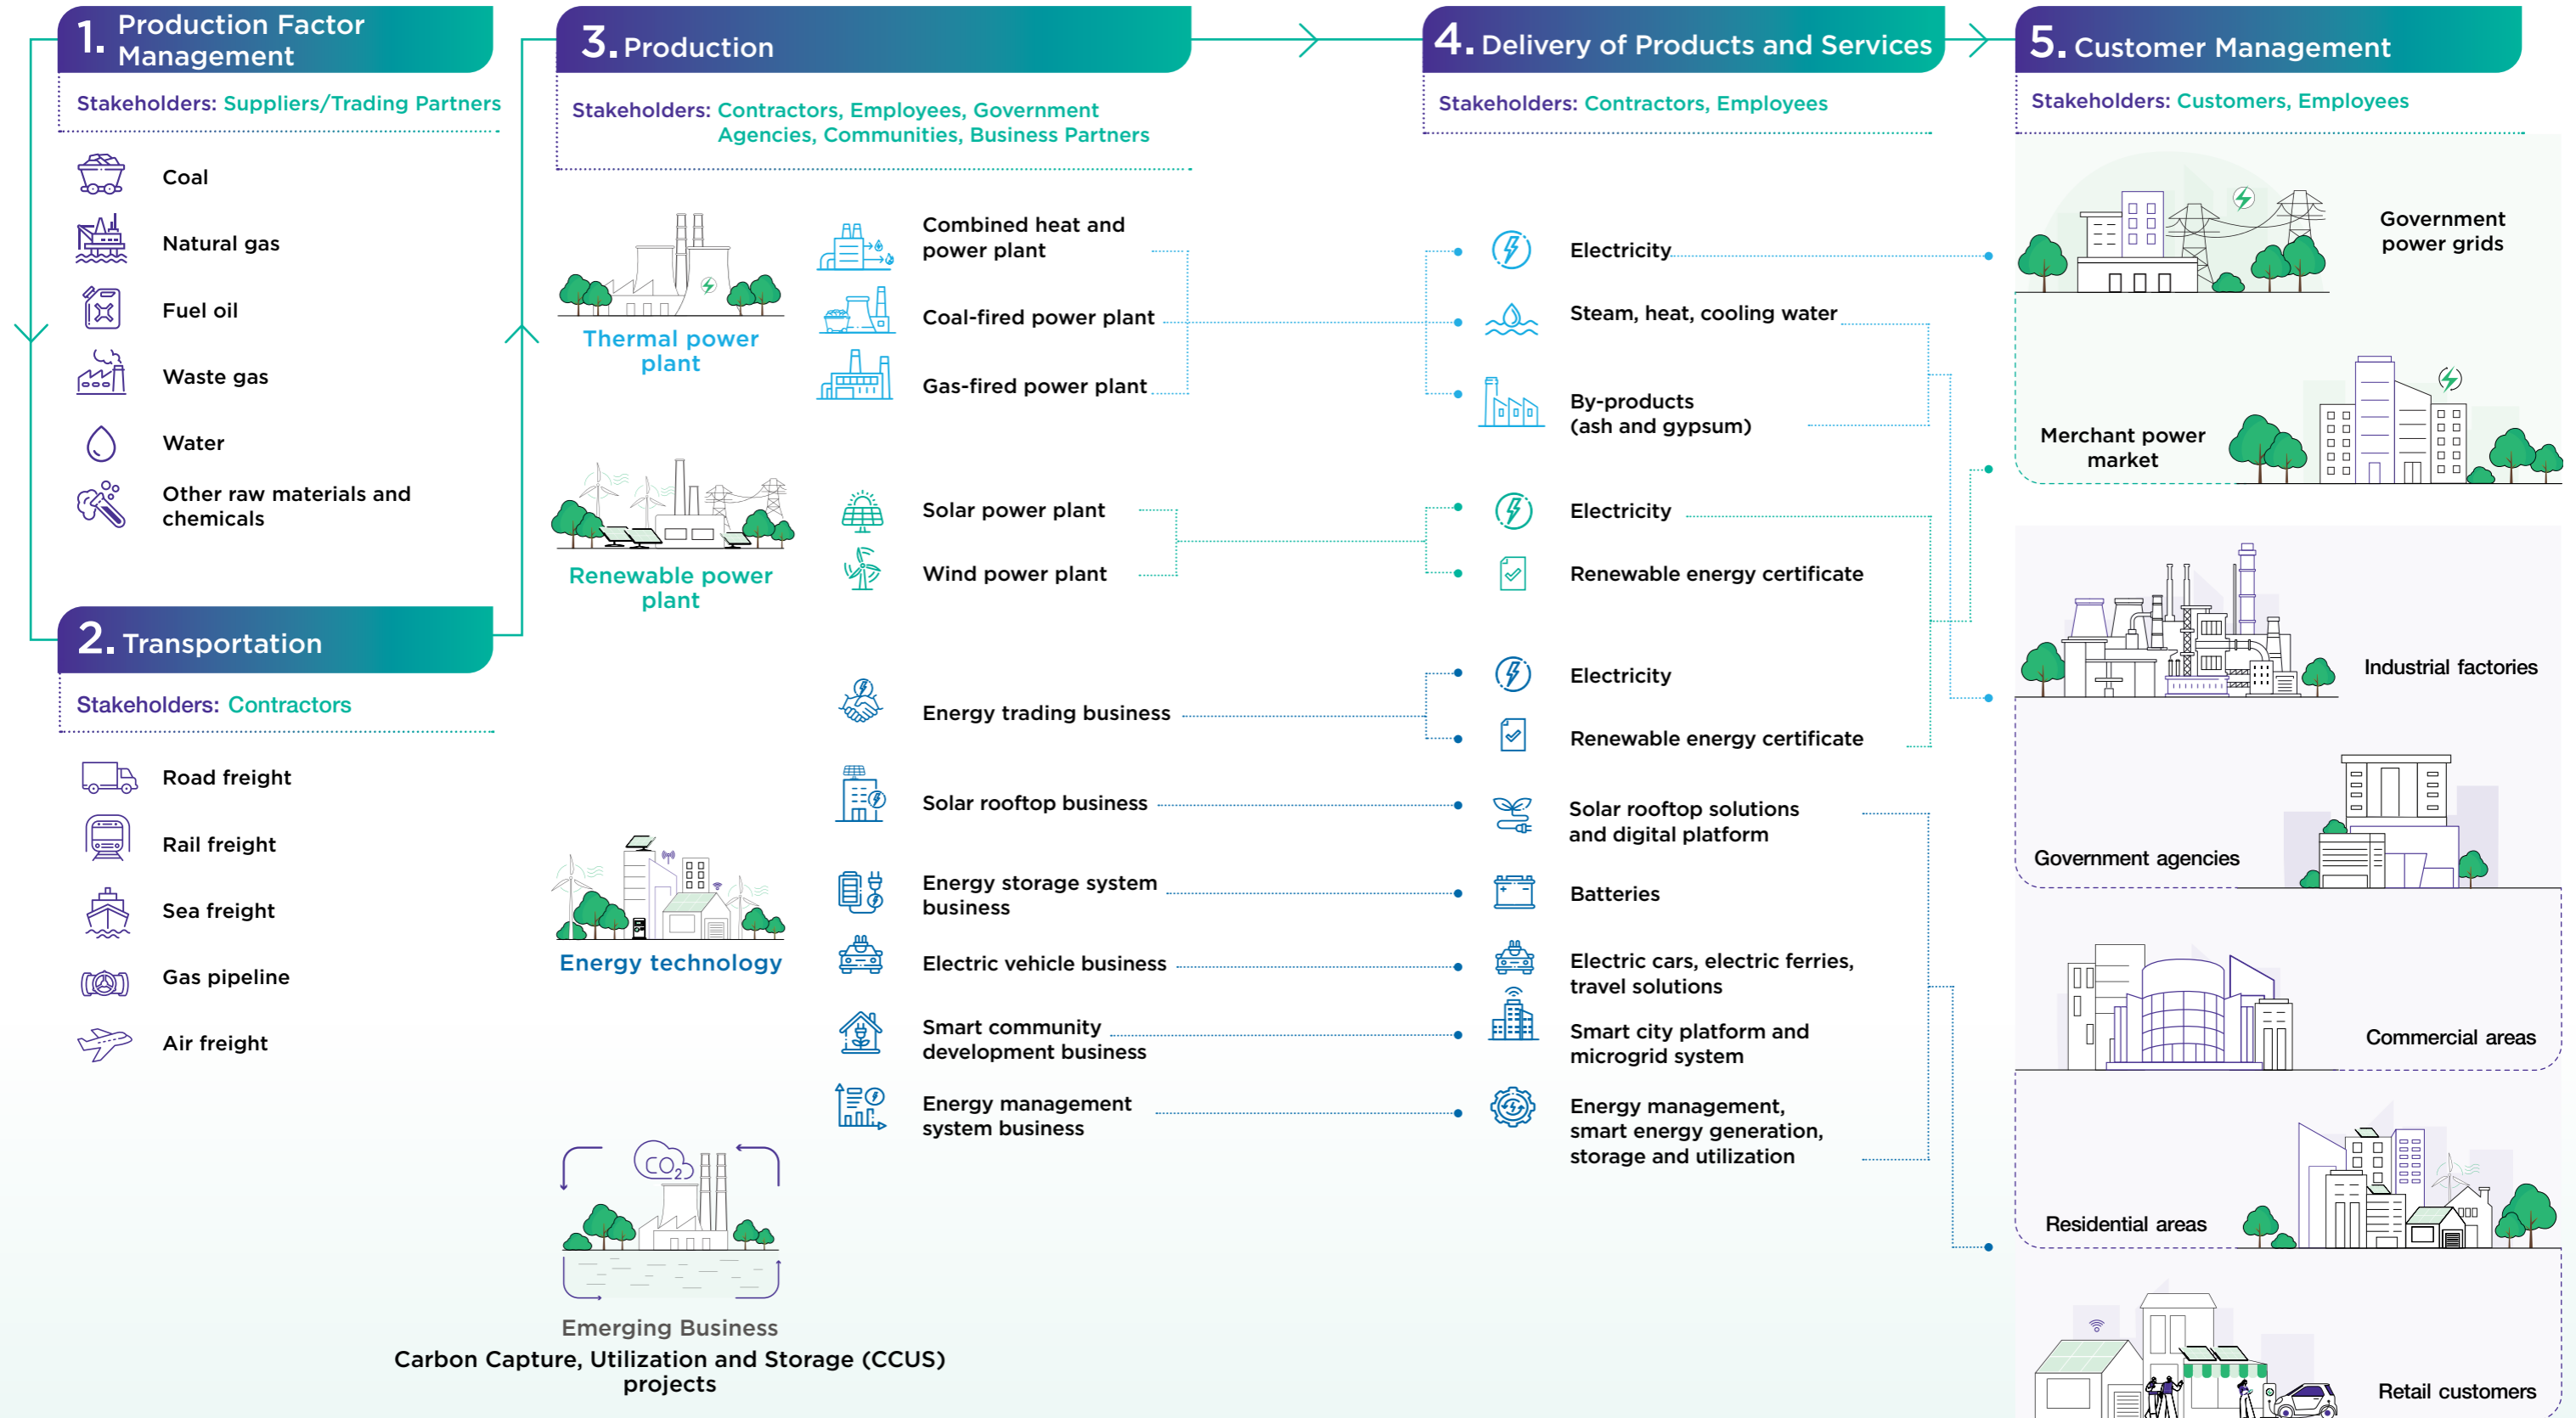 1. Production Factor
Management
Stakeholders: Suppliers/Trading Partners
Coal
Natural gas
Fuel oil
Waste gas
Water
Other raw materials and
chemicals
2. Transportation
Stakeholders: Contractors
Road freight
Rail freight
Sea freight
Gas pipeline
Air freight
3. Production
Stakeholders: Contractors, Employees, Government
Agencies, Communities, Business Partners
Thermal power
plant
Combined heat and
power plant
Coal-fired power plant
Gas-fired power plant
Renewable power
plant
Solar power plant
Wind power plant
Energy technology
Energy trading business
Solar rooftop business
Energy storage system
business
Electric vehicle business
Smart community
development business
Energy management
system business
CO2
Emerging Business
Carbon Capture, Utilization and Storage (CCUS)
projects
4. Delivery of Products and Services
Stakeholders: Contractors, Employees
Electricity
Steam, heat, cooling water
By-products
(ash and gypsum)
Electricity
Renewable energy certificate
Electricity
Renewable energy certificate
Solar rooftop solutions
and digital platform
Batteries
Electric cars, electric ferries,
travel solutions
Smart city platform and
microgrid system
Energy management,
smart energy generation,
storage and utilization
5. Customer Management
Stakeholders: Customers, Employees
Government
power grids
Merchant power
market
Industrial factories
Government agencies
Commercial areas
Residential areas
Retail customers